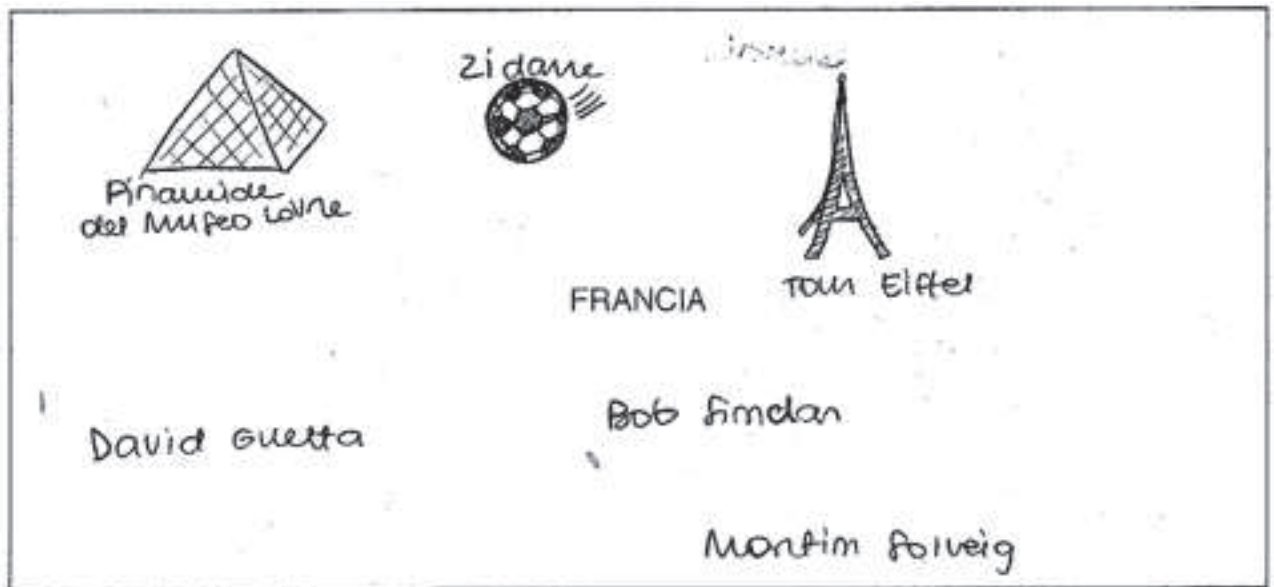 Zidane
Piramide
del Museo Louvre
Tour Eiffel
FRANCIA
David Guetta
Bob Sinclar
Martin Solveig